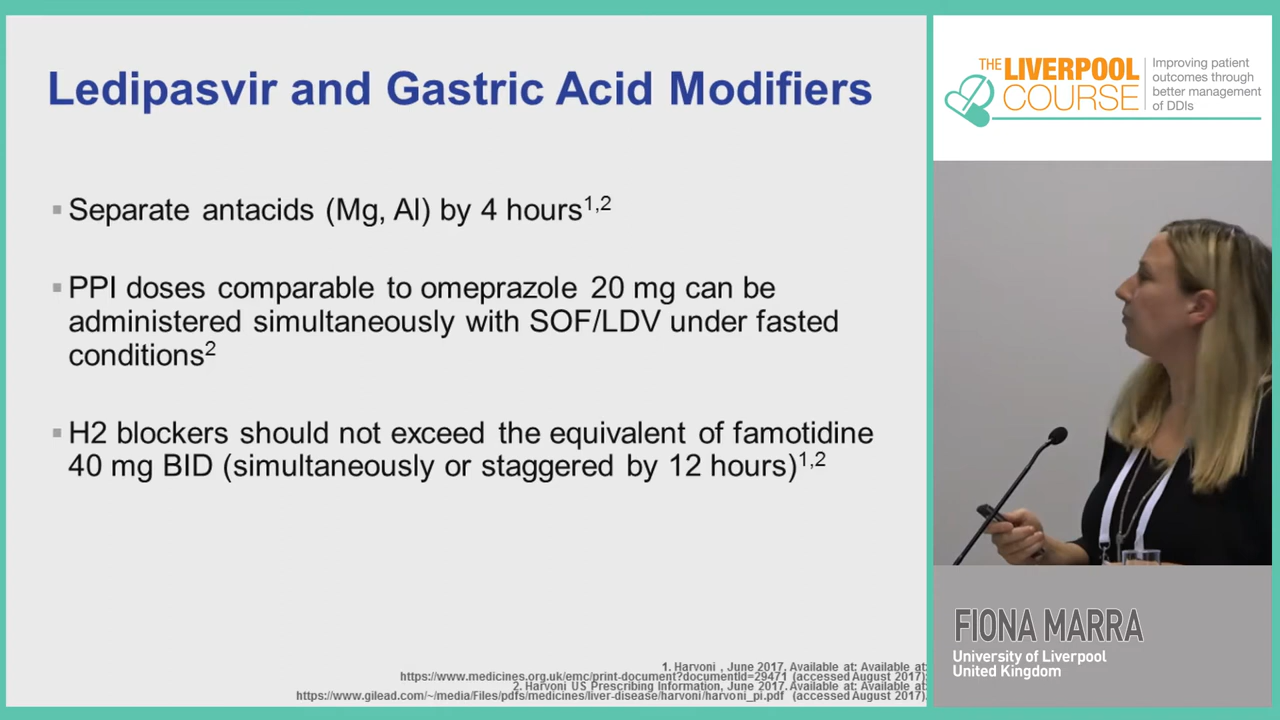 Ledipasvir and Gastric Acid Modifiers
Separate antacids (Mg, Al) by 4 hours1,2
PPI doses comparable to omeprazole 20 mg can be
administered simultaneously with SOF/LDV under fasted
conditions2
H2 blockers should not exceed the equivalent of famotidine
40 mg BID (simultaneously or staggered by 12 hours)1,2
1. Harvoni , June 2017. Available at: Available at:
https://www.medicines.org.uk/emc/print-document?documentId=29471 (accessed August 2017);
2. Harvoni US Prescribing Information, June 2017. Available at: Available at:
https://www.gilead.com/~/media/Files/pdfs/medicines/liver-disease/harvoni/harvoni_pi.pdf (accessed August 2017).
THE LIVERPOOL
COURSE
Improving patient
outcomes through
better management
of DDIs
FIONA MARRA
University of Liverpool
United Kingdom